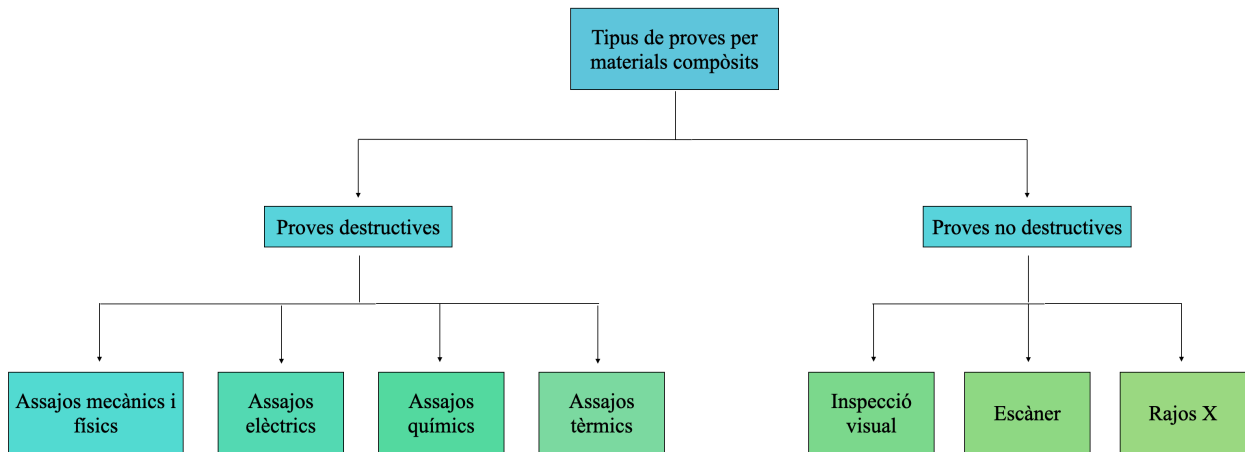 Tipus de proves per
materials compòsits
Proves destructives
Proves no destructives
Assajos mecànics i
físics
Assajos
elèctrics
Assajos
químics
Assajos
tèrmics
Inspecció
visual
Escàner
Rajos X